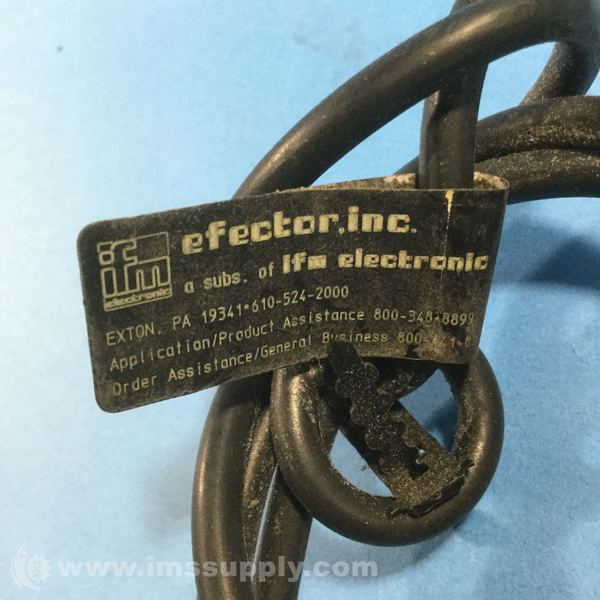 ifm
electronic
efector, inc.
a subs. of ifm electronic
EXTON, PA 19341•610-524-2000
Application/Product Assistance 800-348-8899
Order Assistance/General Business
www.imssupply.com